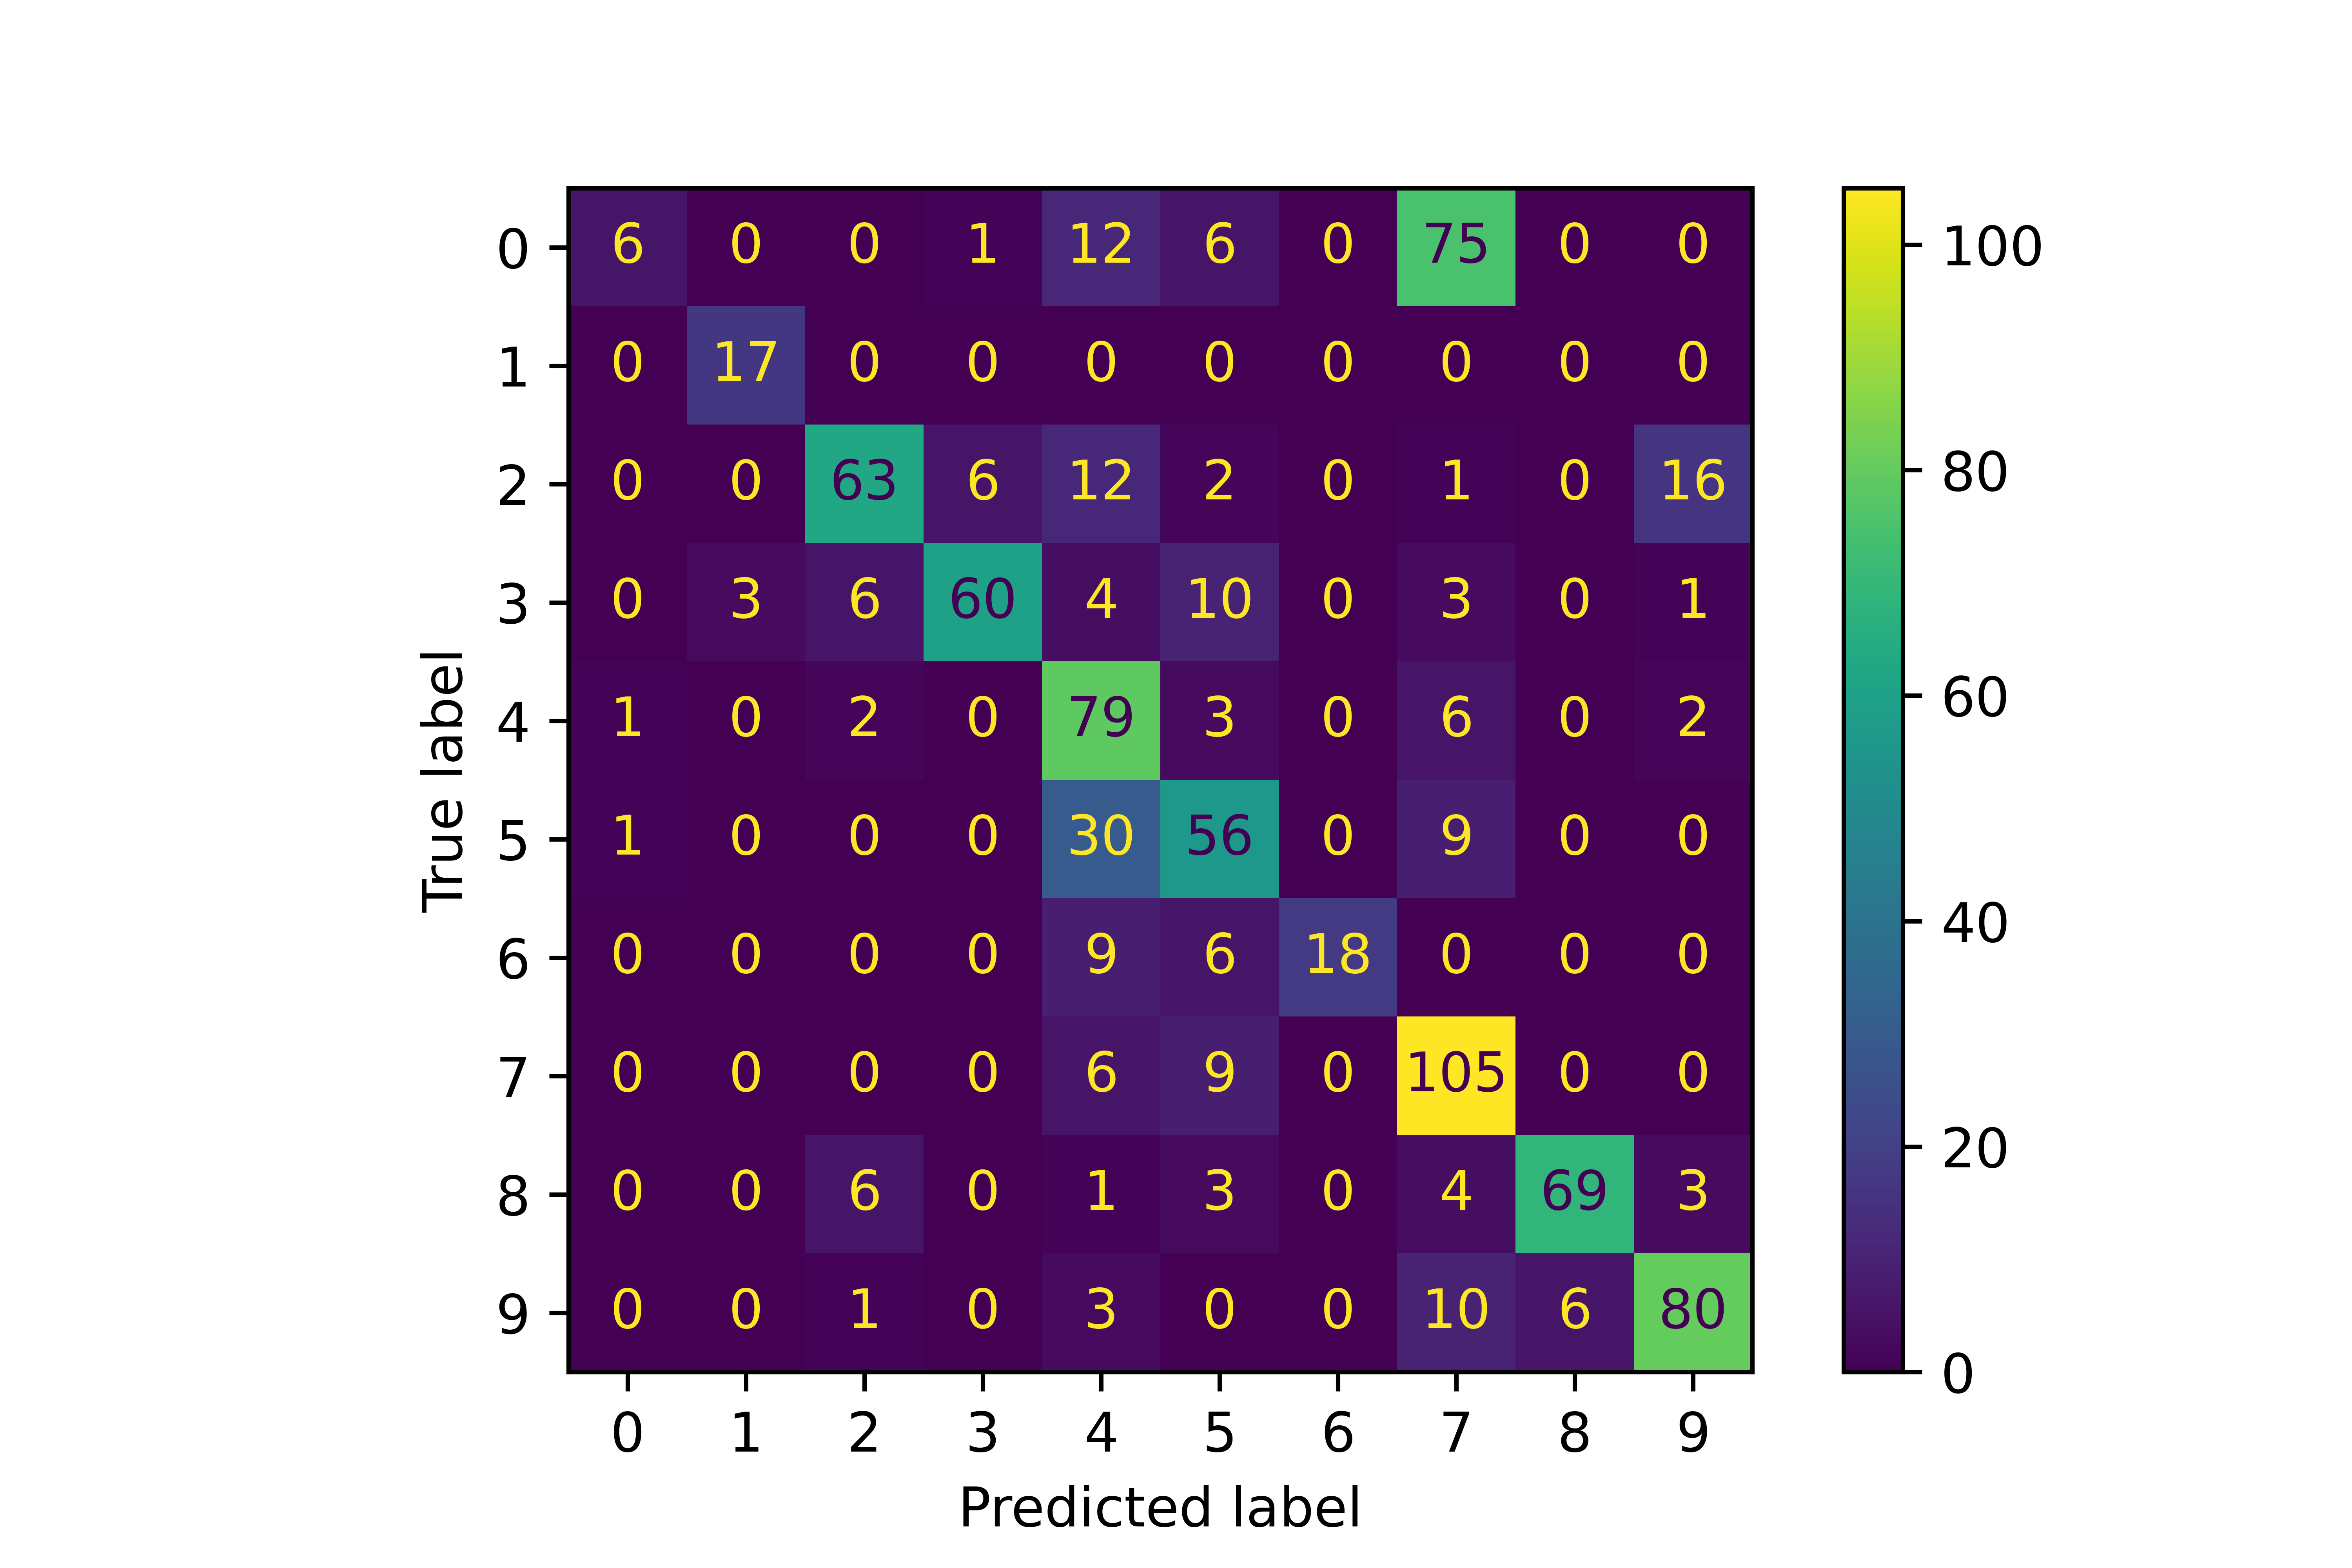 0 6 0 0 1 12 6 0 75 0 0
1 0 17 0 0 0 0 0 0 0 0
2 0 0 63 6 12 2 0 1 0 16
3 0 3 6 60 4 10 0 3 0 1
4 1 0 2 0 79 3 0 6 0 2
5 1 0 0 0 30 56 0 9 0 0
6 0 0 0 0 9 6 18 0 0 0
7 0 0 0 0 6 9 0 105 0 0
8 0 0 6 0 1 3 0 4 69 3
9 0 0 1 0 3 0 0 10 6 80
0 1 2 3 4 5 6 7 8 9
Predicted label
True label
100
80
60
40
20
0